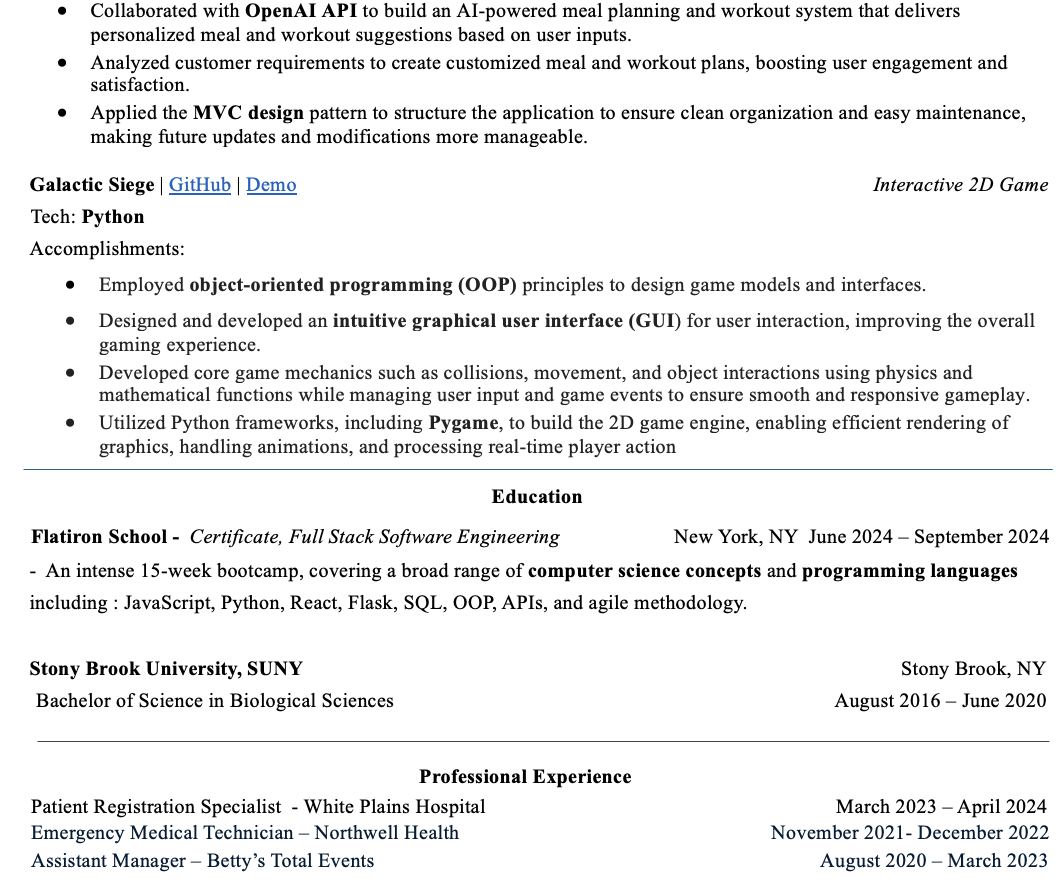 • Collaborated with OpenAI API to build an AI-powered meal planning and workout system that delivers
personalized meal and workout suggestions based on user inputs.
• Analyzed customer requirements to create customized meal and workout plans, boosting user engagement and
satisfaction.
• Applied the MVC design pattern to structure the application to ensure clean organization and easy maintenance,
making future updates and modifications more manageable.
Galactic Siege | GitHub | Demo Interactive 2D Game
Tech: Python
Accomplishments:
• Employed object-oriented programming (OOP) principles to design game models and interfaces.
• Designed and developed an intuitive graphical user interface (GUI) for user interaction, improving the overall
gaming experience.
• Developed core game mechanics such as collisions, movement, and object interactions using physics and
mathematical functions while managing user input and game events to ensure smooth and responsive gameplay.
• Utilized Python frameworks, including Pygame, to build the 2D game engine, enabling efficient rendering of
graphics, handling animations, and processing real-time player action
Education
Flatiron School - Certificate, Full Stack Software Engineering New York, NY June 2024 – September 2024
- An intense 15-week bootcamp, covering a broad range of computer science concepts and programming languages
including : JavaScript, Python, React, Flask, SQL, OOP, APIs, and agile methodology.
Stony Brook University, SUNY Stony Brook, NY
Bachelor of Science in Biological Sciences August 2016 – June 2020
Professional Experience
Patient Registration Specialist - White Plains Hospital March 2023 – April 2024
Emergency Medical Technician – Northwell Health November 2021- December 2022
Assistant Manager – Betty’s Total Events August 2020 – March 2023